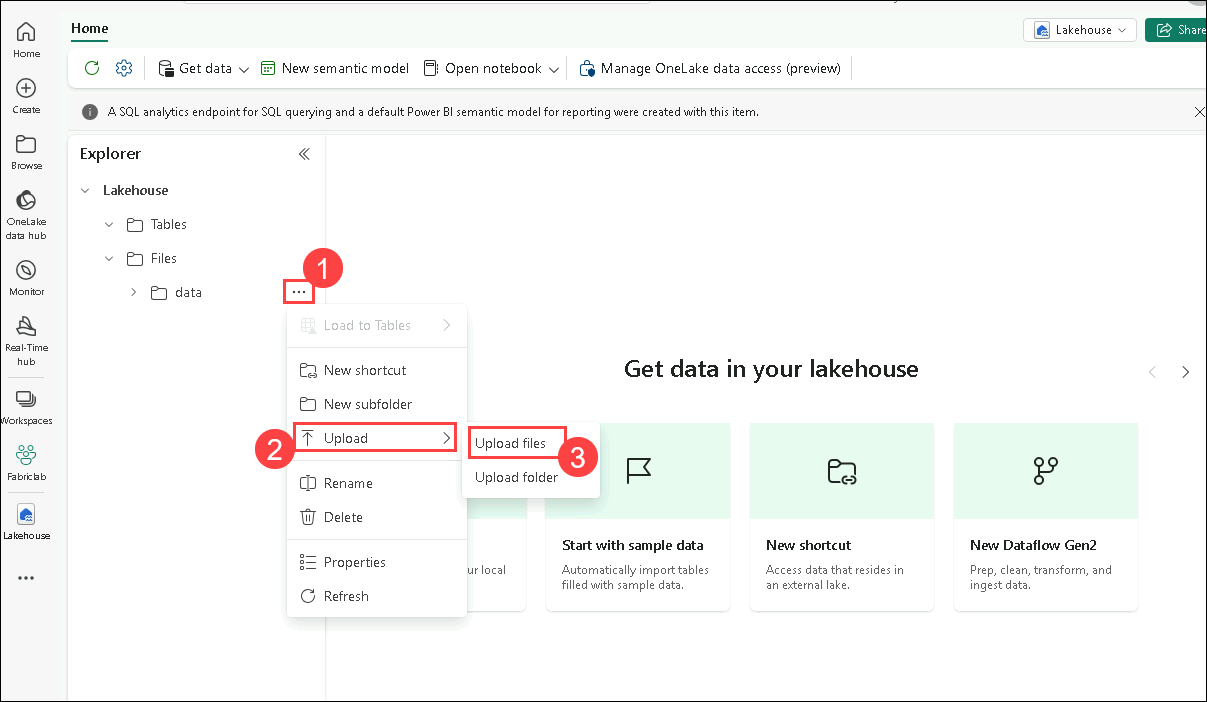 Home
Lakehouse
Share
Get data
New semantic model
Open notebook
Manage OneLake data access (preview)
A SQL analytics endpoint for SQL querying and a default Power BI semantic model for reporting were created with this item.
Home
Create
Browse
OneLake
data hub
Monitor
Real-Time
hub
Workspaces
Fabriclab
Lakehouse
Explorer
Lakehouse
Tables
Files
data
1
Load to Tables
New shortcut
New subfolder
2
Upload
Rename
Delete
Properties
Refresh
Upload files
3
Upload folder
Get data in your lakehouse
ur local
Start with sample data
Automatically import tables
filled with sample data.
New shortcut
Access data that resides in
an external lake.
New Dataflow Gen2
Prep, clean, transform, and
ingest data.